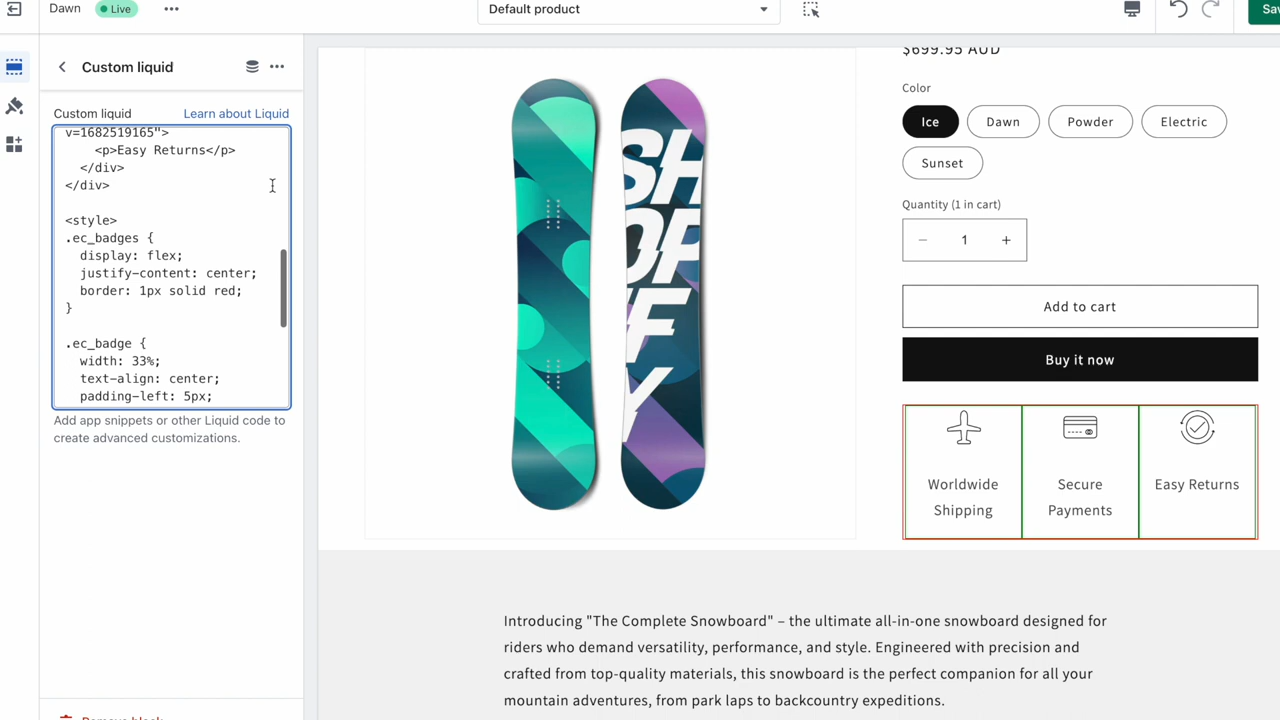 Dawn
Live
Default product
Sav
Custom liquid
Custom liquid
Learn about Liquid
v=1682519165">
<p>Easy Returns</p>
</div>
</div>
<style>
.ec_badges {
display: flex;
justify-content: center;
border: 1px solid red;
}
.ec_badge {
width: 33%;
text-align: center;
padding-left: 5px;
Add app snippets or other Liquid code to
create advanced customizations.
Remove block
SH
OP
IF
Y
$699.95 AUD
Color
Ice
Dawn
Powder
Electric
Sunset
Quantity (1 in cart)
− 1 +
Add to cart
Buy it now
Worldwide
Shipping
Secure
Payments
Easy Returns
Introducing "The Complete Snowboard" – the ultimate all-in-one snowboard designed for
riders who demand versatility, performance, and style. Engineered with precision and
crafted from top-quality materials, this snowboard is the perfect companion for all your
mountain adventures, from park laps to backcountry expeditions.